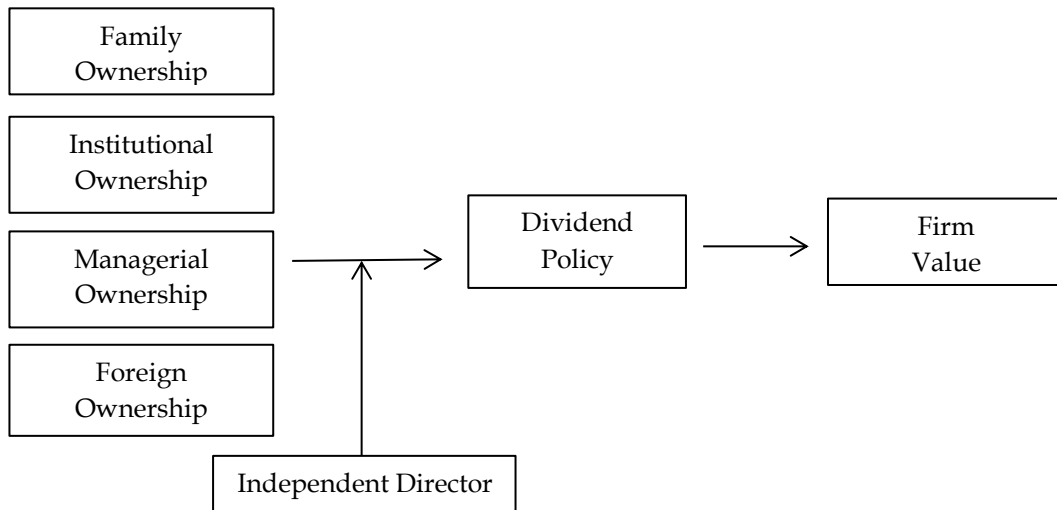 Family
Ownership
Institutional
Ownership
Managerial
Ownership
Foreign
Ownership
Independent Director
Dividend
Policy
Firm
Value